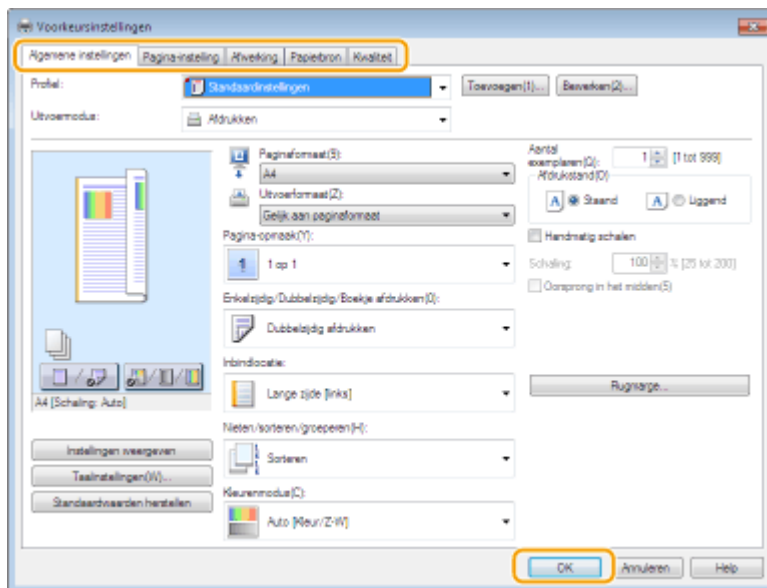 Voorkeursinstellingen
Algemene instellingen Pagina-instelling Afwerking Papierbron Kwaliteit
Profiel: Standaardinstellingen Toevoegen(1)... Bewerken(2)...
Uitvoermodus: Afdrukken
Paginaformaat(S):
A4
Uitvoerformaat(Z):
Gelijk aan paginaformaat
Pagina-opmaak(Y):
1 op 1
Enkelzijdig/Dubbelzijdig/Boekje afdrukken(0):
Dubbelzijdig afdrukken
Inbindlocatie:
Lange zijde [links]
Nieten/sorteren/groeperen(H):
Sorteren
Kleurenmodus(C):
Auto [Kleur/Z-W]
Aantal
exemplaren(Q): 1 [1 tot 999]
Afdrukstand(O)
A Staand A Liggend
Handmatig schalen
Schaling: 100 % [25 tot 200]
Oorsprong in het midden(5)
Rugmarge...
A4 [Schaling: Auto]
Instellingen weergeven
Taalinstellingen(W)...
Standaardwaarden herstellen
OK Annuleren Help